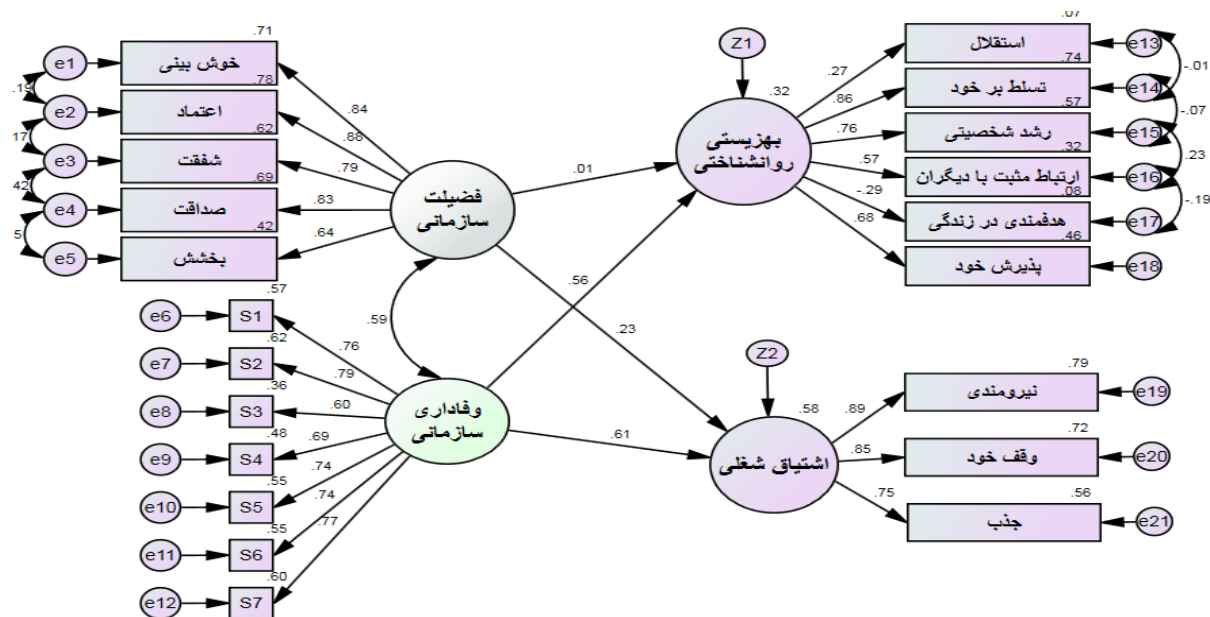 .71
e1
خوش بینی
.78
.19
e2
اعتماد
.62
17
e3
شفقت
.69
42
e4
صداقت
.42
5
e5
بخشش
.84
.88
.79
.83
.64
فضیلت
سازمانی
.59
.57
e6
S1
.62
e7
S2
.36
e8
S3
.48
e9
S4
.55
e10
S5
.55
e11
S6
.60
e12
S7
.76
.79
.60
.69
.74
.74
.77
وفاداری
سازمانی
.01
.56
.23
.61
Z1
.32
بهزیستی
روانشناختی
.27
.86
.76
.57
-.29
.68
.07
استقلال
e13
.74
-.01
تسلط بر خود
e14
.57
-.07
رشد شخصیتی
e15
.32
.23
ارتباط مثبت با دیگران
e16
.08
-.19
هدفمندی در زندگی
e17
.46
پذیرش خود
e18
Z2
.58
اشتیاق شغلی
.89
.85
.75
.79
نیرومندی
e19
.72
وقف خود
e20
.56
جذب
e21